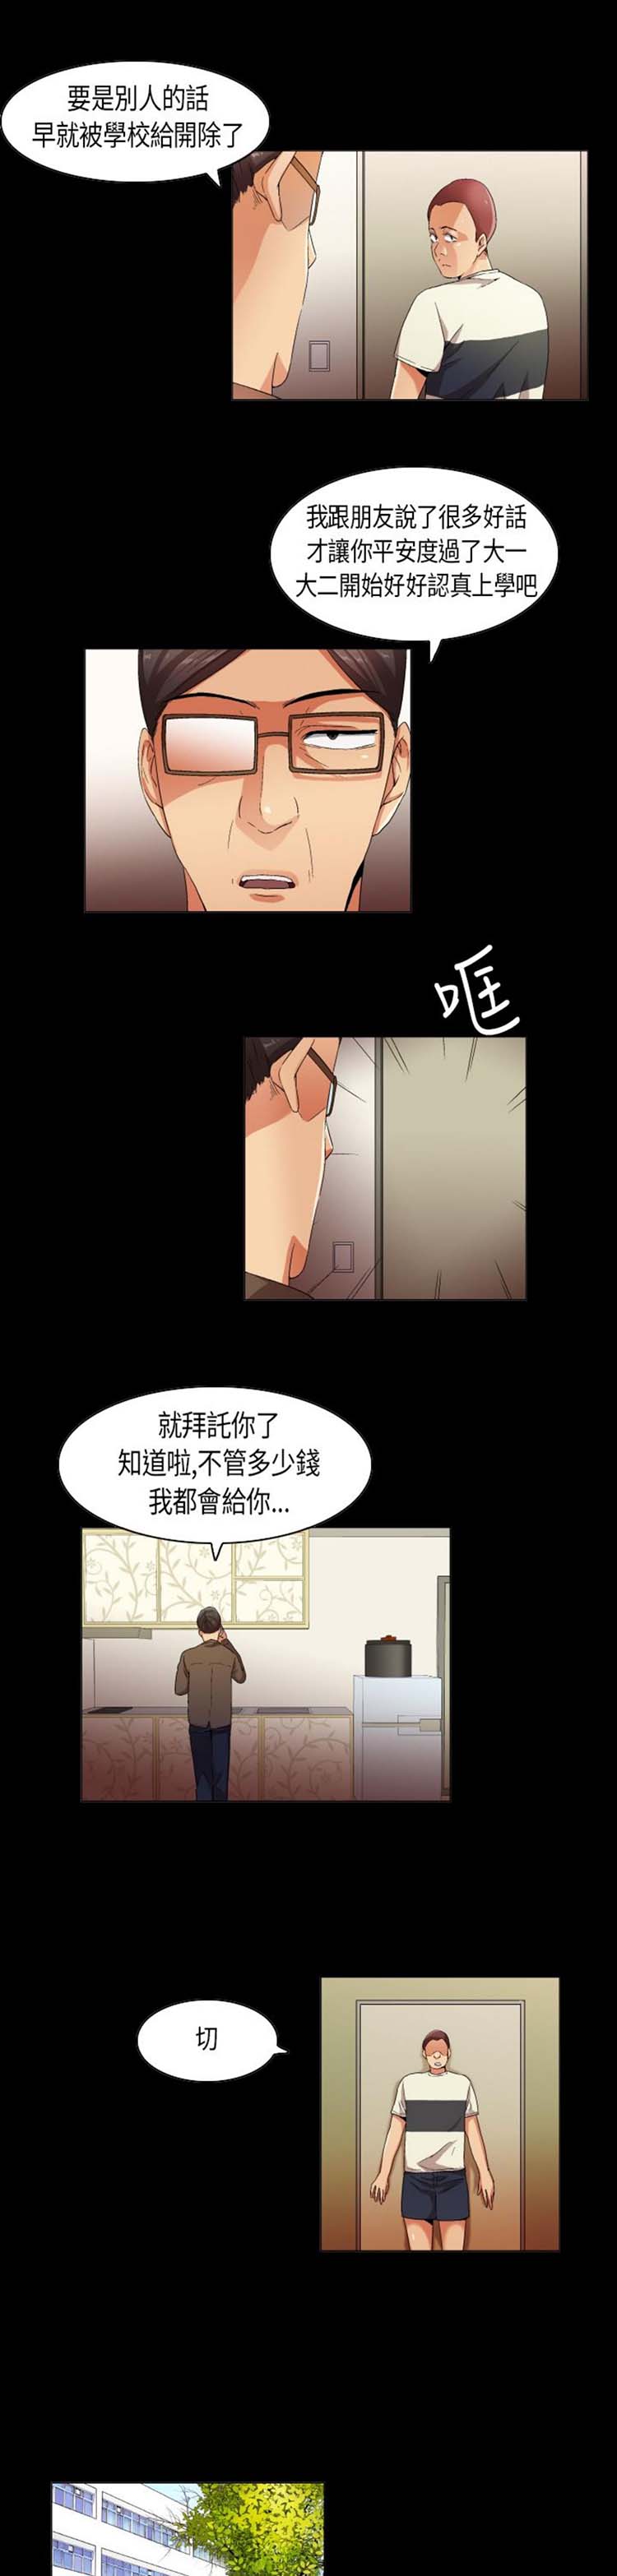 要是別人的話
早就被學校給開除了
我跟朋友說了很多好話
才讓你平安度過了大一
大二開始好好認真上學吧
哐
就拜託你了
知道啦,不管多少錢
我都會給你...
切